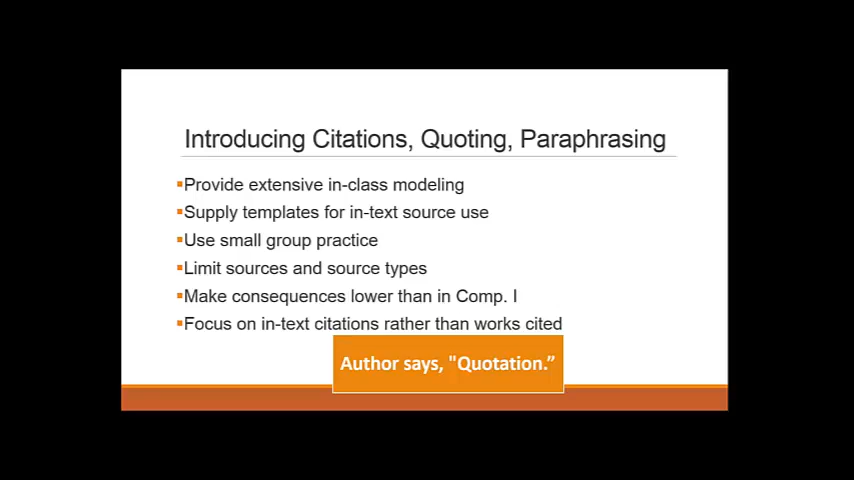 Introducing Citations, Quoting, Paraphrasing
Provide extensive in-class modeling
Supply templates for in-text source use
Use small group practice
Limit sources and source types
Make consequences lower than in Comp. I
Focus on in-text citations rather than works cited
Author says, "Quotation.”